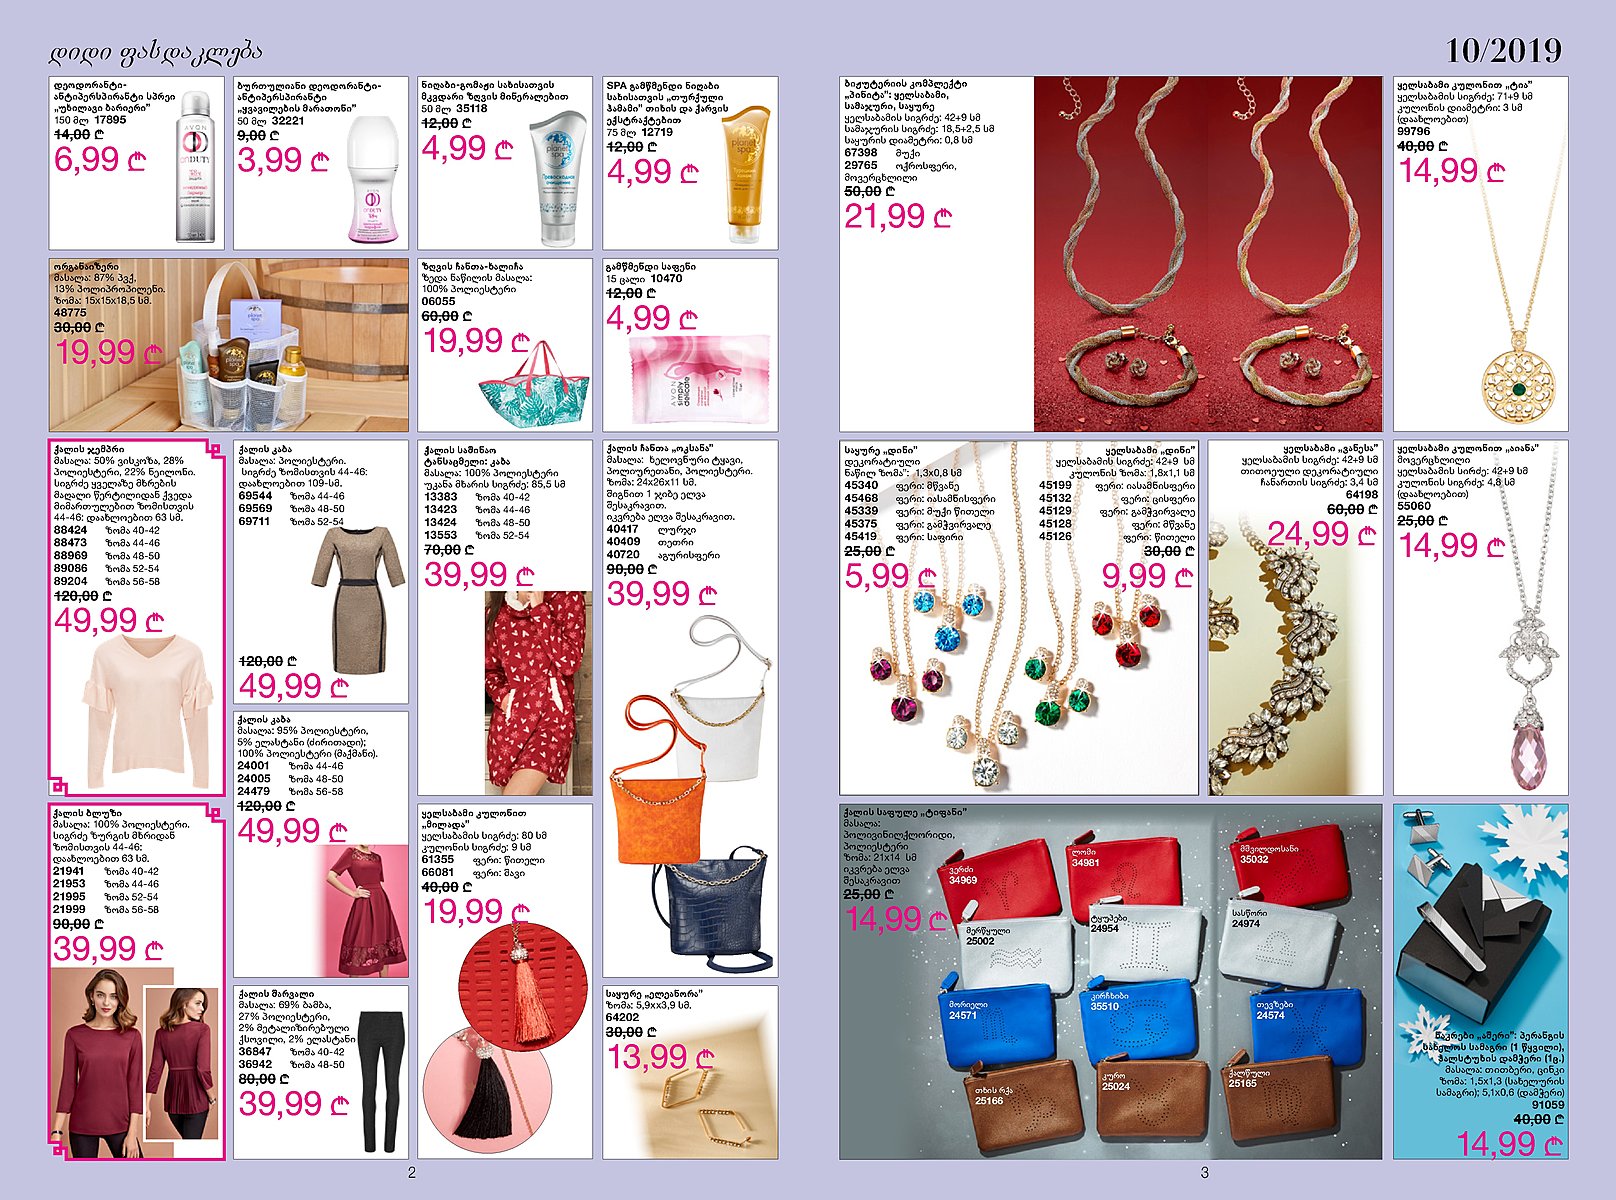 დიდი ფასდაკლება
10/2019
დეოდორანტი-
ანტიპერსპირანტი სპრეი
„უხილავი ბარიერი”
150 მლ 17895
14,00 ₾
6,99 ₾
ბურთულიანი დეოდორანტი-
ანტიპერსპირანტი
„ყვავილების მარათონი”
50 მლ 32221
9,00 ₾
3,99 ₾
ნიღაბი-გომაჟი სახისათვის
მკვდარი ზღვის მინერალებით
50 მლ 35118
12,00 ₾
4,99 ₾
SPA გამწმენდი ნიღაბი
სახისათვის „თურქული
ჰამამი” თიხის და ქარვის
ექსტრაქტებით
75 მლ 12719
12,00 ₾
4,99 ₾
ორგანაიზერი
მასალა: 87% პვქ,
13% პოლიპროპილენი.
ზომა: 15x15x18,5 სმ.
48775
30,00 ₾
19,99 ₾
ზღვის ჩანთა-ხალიჩა
ზედა ნაწილის მასალა:
100% პოლიესტერი
06055
60,00 ₾
19,99 ₾
გამწმენდი საფენი
15 ცალი 10470
12,00 ₾
4,99 ₾
AVON
simply
delicate
ქალის ჯემპრი
მასალა: 50% ვისკოზა, 28%
პოლიესტერი, 22% ნეილონი.
სიგრძე ყველაზე მხრების
მაღალი წერტილიდან ქვედა
მიმართულებით ზომისთვის
44-46: დაახლოებით 63 სმ.
88424 ზომა 40-42
88473 ზომა 44-46
88969 ზომა 48-50
89086 ზომა 52-54
89204 ზომა 56-58
120,00 ₾
49,99 ₾
ქალის კაბა
მასალა: პოლიესტერი.
სიგრძე ზომისთვის 44-46:
დაახლოებით 109-სმ.
69544 ზომა 44-46
69569 ზომა 48-50
69711 ზომა 52-54
120,00 ₾
49,99 ₾
ქალის საშინაო
ტანსაცმელი: კაბა
მასალა: 100% პოლიესტერი
უკანა მხარის სიგრძე: 85,5 სმ
13383 ზომა 40-42
13423 ზომა 44-46
13424 ზომა 48-50
13553 ზომა 52-54
70,00 ₾
39,99 ₾
ქალის ჩანთა „ოკსანა”
მასალა: ხელოვნური ტყავი,
პოლიურეთანი, პოლიესტერი.
ზომა: 24x26x11 სმ.
შიგნით 1 ჯიბე ელვა
შესაკრავით.
იკვრება ელვა შესაკრავით.
40417 ლურჯი
40409 თეთრი
40720 აგურისფერი
90,00 ₾
39,99 ₾
ქალის კაბა
მასალა: 95% პოლიესტერი,
5% ელასტანი (ძირითადი);
100% პოლიესტერი (მაქმანი).
24001 ზომა 44-46
24005 ზომა 48-50
24479 ზომა 56-58
120,00 ₾
49,99 ₾
ქალის ბლუზი
მასალა: 100% პოლიესტერი.
სიგრძე ზურგის მხრიდან
ზომისთვის 44-46:
დაახლოებით 63 სმ.
21941 ზომა 40-42
21953 ზომა 44-46
21995 ზომა 52-54
21999 ზომა 56-58
90,00 ₾
39,99 ₾
ყელსაბამი კულონით
„მილადა”
ყელსაბამის სიგრძე: 80 სმ
კულონის სიგრძე: 9 სმ
61355 ფერი: წითელი
66081 ფერი: შავი
40,00 ₾
19,99 ₾
ქალის შარვალი
მასალა: 69% ბამბა,
27% პოლიესტერი,
2% მეტალიზირებული
ქსოვილი, 2% ელასტანი
36847 ზომა 40-42
36942 ზომა 48-50
80,00 ₾
39,99 ₾
საყურე „ელეანორა”
ზომა: 5,9xx3,9 სმ.
64202
30,00 ₾
13,99 ₾
2
ბიჟუტერიის კომპლექტი
„პინიტა”: ყელსაბამი,
სამაჯური, საყურე
ყელსაბამის სიგრძე: 42+9 სმ
სამაჯურის სიგრძე: 18,5+2,5 სმ
საყურის დიამეტრი: 0,8 სმ
67398 მუქი
29765 ოქროსფერი,
მოვერცხლილი
50,00 ₾
21,99 ₾
ყელსაბამი კულონით „ტია”
ყელსაბამის სიგრძე: 71+9 სმ
კულონის დიამეტრი: 3 სმ
(დაახლოებით)
99796
40,00 ₾
14,99 ₾
საყურე „დინი”
დეკორატიული
ნაწილ ზომა”: 1,3x0,8 სმ
45340 ფერი: მწვანე
45468 ფერი: იასამნისფერი
45339 ფერი: მუქი წითელი
45375 ფერი: გამჭვირვალე
45419 ფერი: საფირი
25,00 ₾
5,99 ₾
ყელსაბამი „დინი”
ყელსაბამის სიგრძე: 42+9 სმ
კულონის ზომა: 1,8x1,1 სმ
45199 ფერი: იასამნისფერი
45132 ფერი: ცისფერი
45129 ფერი: გამჭვირვალე
45128 ფერი: მწვანე
45126 ფერი: წითელი
30,00 ₾
9,99 ₾
ყელსაბამი „ვანესა”
ყელსაბამის სიგრძე: 42+9 სმ
თითოეული დეკორატიული
ჩანართის სიგრძე: 3,4 სმ.
64198
60,00 ₾
24,99 ₾
ყელსაბამი კულონით „აიანა”
მოვერცხლილი
ყელსაბამის სირძე: 42+9 სმ
კულონის სიგრძე: 4,8 სმ
(დაახლოებით)
55060
25,00 ₾
14,99 ₾
ქალის საფულე „ტიფანი”
მასალა:
პოლივინილქლორიდი,
პოლიესტერი
ზომა: 21x14 სმ
იკვრება ელვა
შესაკრავით
25,00 ₾
14,99 ₾
ვერძი
34969
ლომი
34981
მშვილდოსანი
35032
მერწყული
25002
ტყუპები
24954
სასწორი
24974
მორიელი
24571
კირჩხიბი
35510
თევზები
24574
თხის რქა
25166
კურო
25024
ქალწული
25165
ნაკრები „აშერი”: პერანგის
სახელოს სამაგრი (1 წყვილი),
ჰალსტუხის დამჭერი (1ც.)
მასალა: თითბერი, ცინკი
ზომა: 1,5x1,3 (სახელურის
სამაგრი); 5,1x0,6 (დამჭერი)
91059
40,00 ₾
14,99 ₾
3